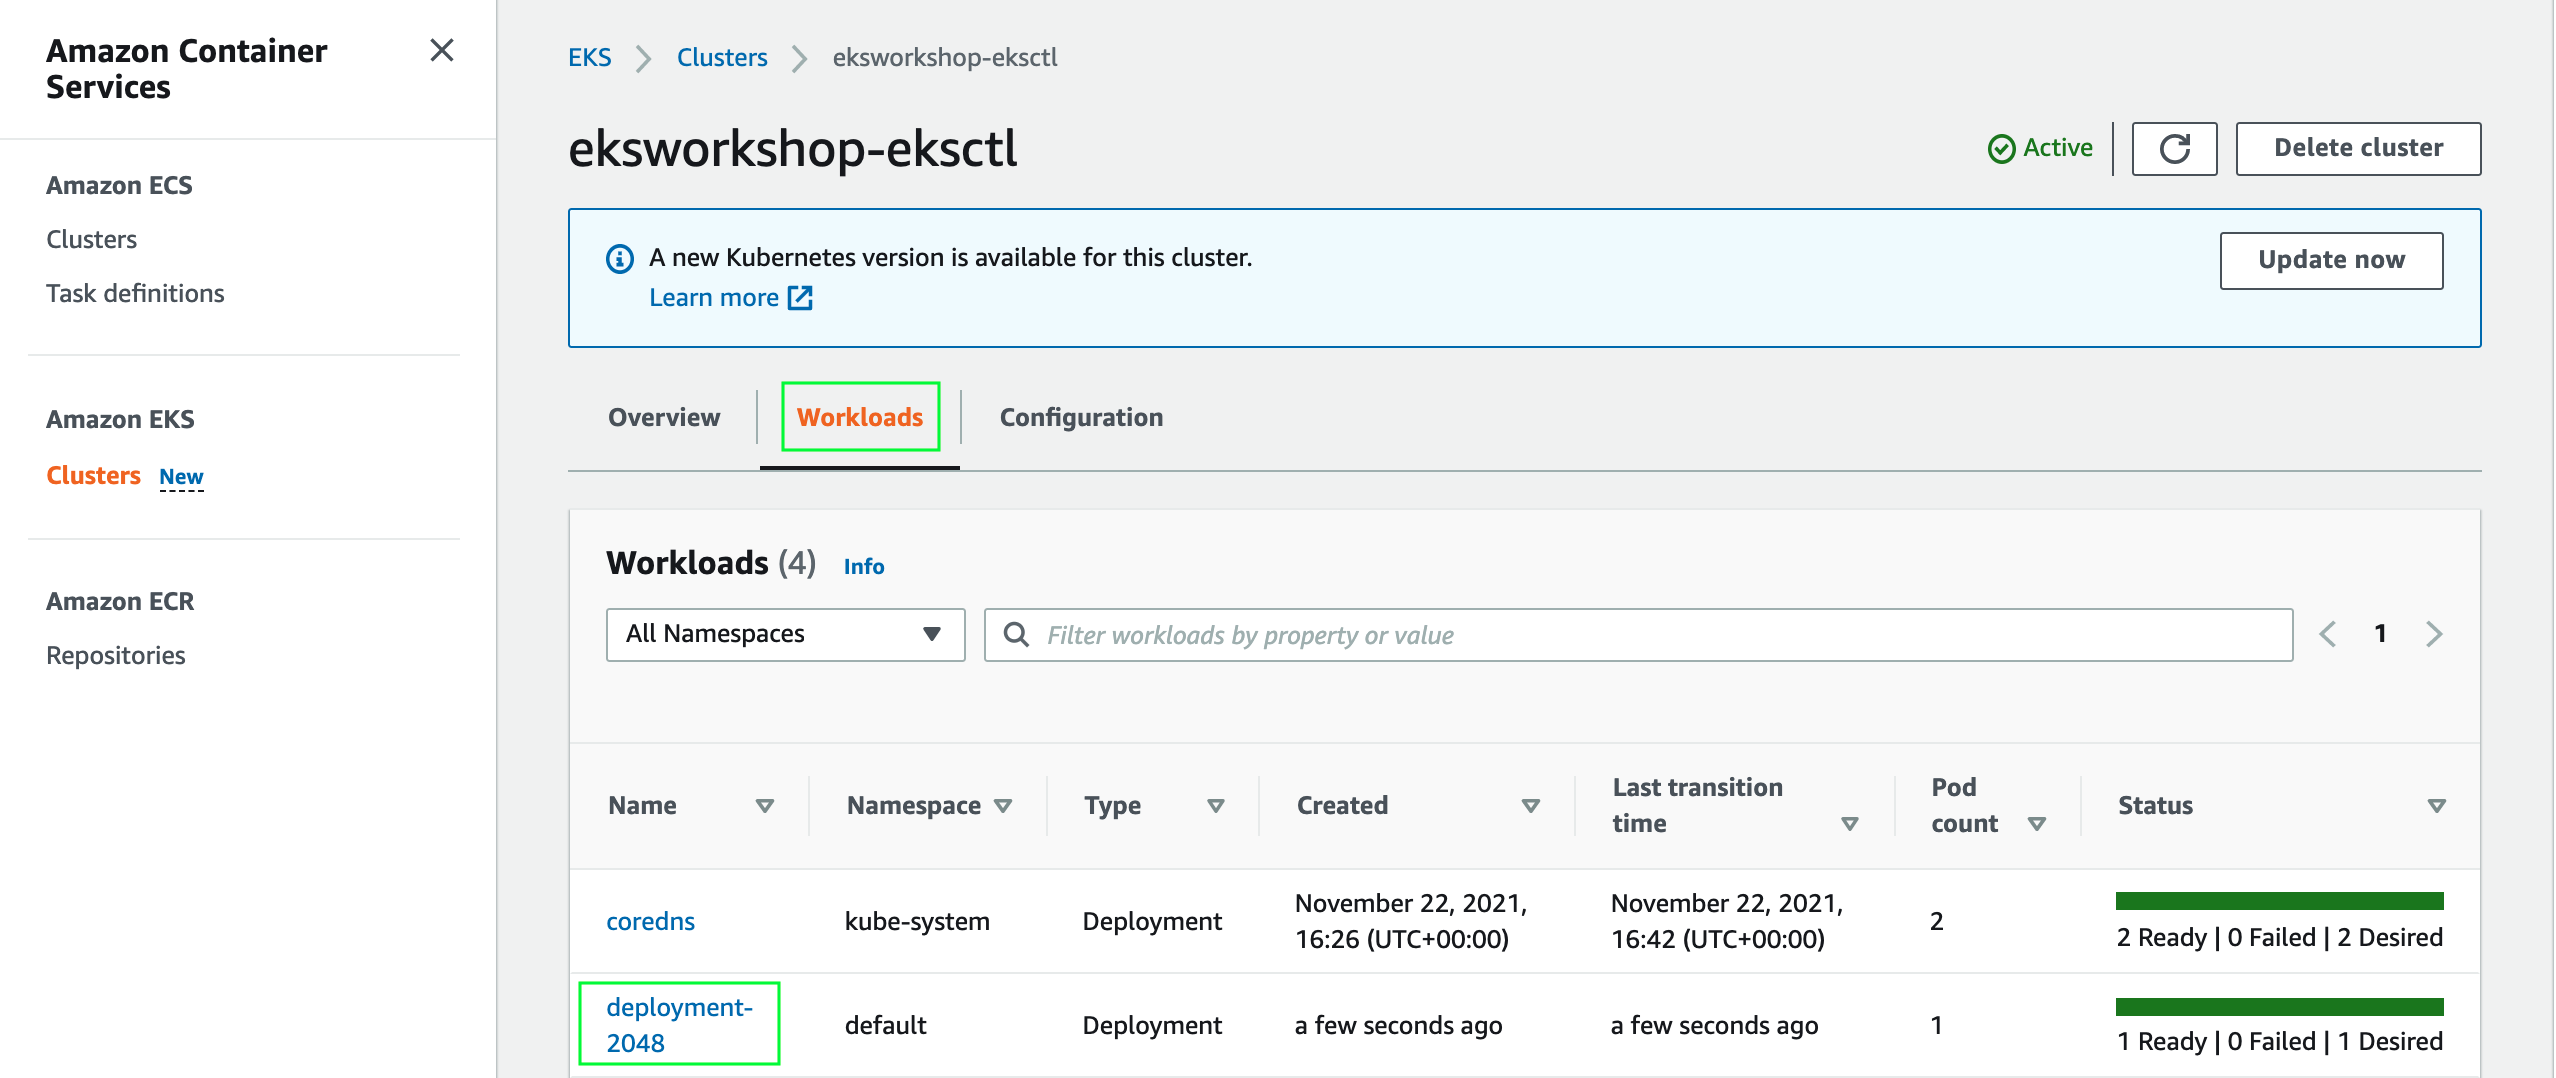 Amazon Container
Services
Amazon ECS
Clusters
Task definitions
Amazon EKS
Clusters New
Amazon ECR
Repositories
EKS Clusters eksworkshop-eksctl
eksworkshop-eksctl
Active
Delete cluster
A new Kubernetes version is available for this cluster.
Learn more
Update now
Overview
Workloads
Configuration
Workloads (4) Info
All Namespaces
Filter workloads by property or value
1
Name
Namespace
Type
Created
Last transition
time
Pod
count
Status
coredns
kube-system
Deployment
November 22, 2021,
16:26 (UTC+00:00)
November 22, 2021,
16:42 (UTC+00:00)
2
2 Ready | 0 Failed | 2 Desired
deployment-
2048
default
Deployment
a few seconds ago
a few seconds ago
1
1 Ready | 0 Failed | 1 Desired